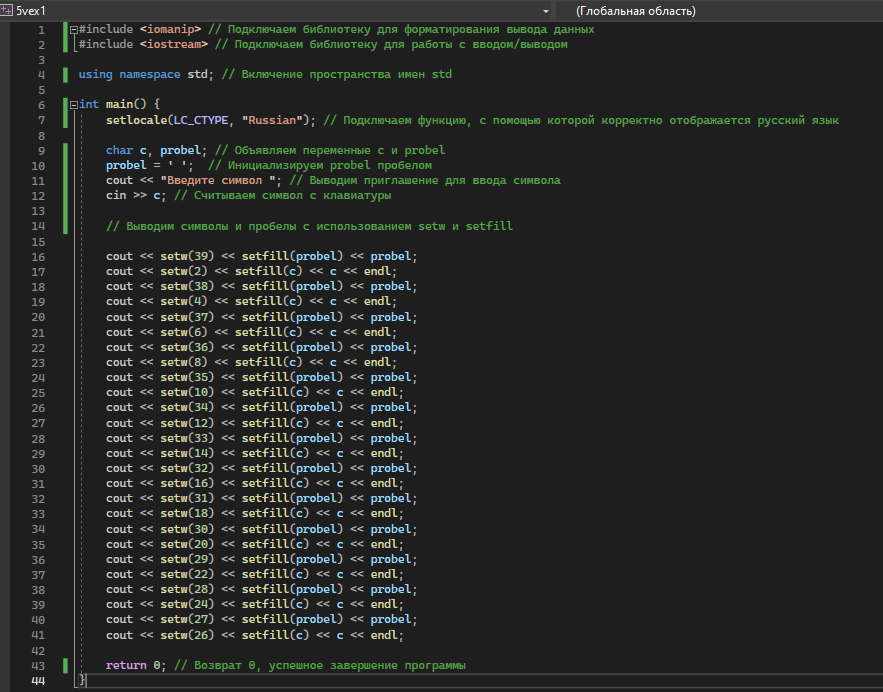 5vex1 (Глобальная область)
1 #include <iomanip> // Подключаем библиотеку для форматирования вывода данных
2 #include <iostream> // Подключаем библиотеку для работы с вводом/выводом
3
4 using namespace std; // Включение пространства имен std
5
6 int main() {
7 setlocale(LC_CTYPE, "Russian"); // Подключаем функцию, с помощью которой корректно отображается русский язык
8
9 char c, probel; // Объявляем переменные c и probel
10 probel = ' '; // Инициализируем probel пробелом
11 cout << "Введите символ "; // Выводим приглашение для ввода символа
12 cin >> c; // Считываем символ с клавиатуры
13
14 // Выводим символы и пробелы с использованием setw и setfill
15
16 cout << setw(39) << setfill(probel) << probel;
17 cout << setw(2) << setfill(c) << c << endl;
18 cout << setw(38) << setfill(probel) << probel;
19 cout << setw(4) << setfill(c) << c << endl;
20 cout << setw(37) << setfill(probel) << probel;
21 cout << setw(6) << setfill(c) << c << endl;
22 cout << setw(36) << setfill(probel) << probel;
23 cout << setw(8) << setfill(c) << c << endl;
24 cout << setw(35) << setfill(probel) << probel;
25 cout << setw(10) << setfill(c) << c << endl;
26 cout << setw(34) << setfill(probel) << probel;
27 cout << setw(12) << setfill(c) << c << endl;
28 cout << setw(33) << setfill(probel) << probel;
29 cout << setw(14) << setfill(c) << c << endl;
30 cout << setw(32) << setfill(probel) << probel;
31 cout << setw(16) << setfill(c) << c << endl;
32 cout << setw(31) << setfill(probel) << probel;
33 cout << setw(18) << setfill(c) << c << endl;
34 cout << setw(30) << setfill(probel) << probel;
35 cout << setw(20) << setfill(c) << c << endl;
36 cout << setw(29) << setfill(probel) << probel;
37 cout << setw(22) << setfill(c) << c << endl;
38 cout << setw(28) << setfill(probel) << probel;
39 cout << setw(24) << setfill(c) << c << endl;
40 cout << setw(27) << setfill(probel) << probel;
41 cout << setw(26) << setfill(c) << c << endl;
42
43 return 0; // Возврат 0, успешное завершение программы
44 }